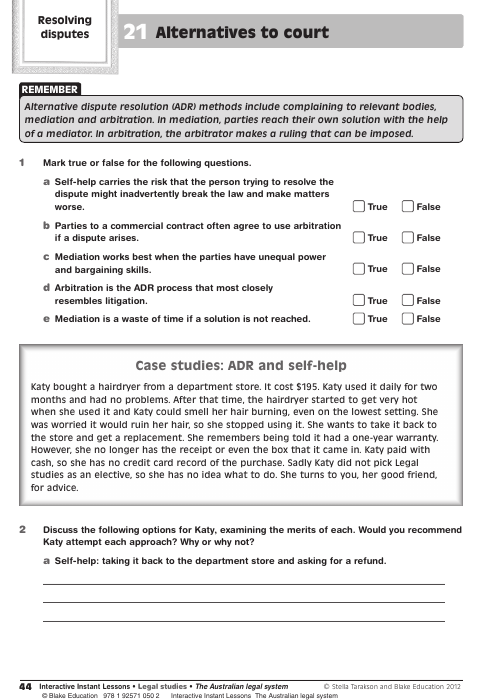 Resolving
disputes
21 Alternatives to court
REMEMBER
Alternative dispute resolution (ADR) methods include complaining to relevant bodies,
mediation and arbitration. In mediation, parties reach their own solution with the help
of a mediator. In arbitration, the arbitrator makes a ruling that can be imposed.
1 Mark true or false for the following questions.
a Self-help carries the risk that the person trying to resolve the
dispute might inadvertently break the law and make matters
worse. True False
b Parties to a commercial contract often agree to use arbitration
if a dispute arises. True False
c Mediation works best when the parties have unequal power
and bargaining skills. True False
d Arbitration is the ADR process that most closely
resembles litigation. True False
e Mediation is a waste of time if a solution is not reached. True False
Case studies: ADR and self-help
Katy bought a hairdryer from a department store. It cost $195. Katy used it daily for two
months and had no problems. After that time, the hairdryer started to get very hot
when she used it and Katy could smell her hair burning, even on the lowest setting. She
was worried it would ruin her hair, so she stopped using it. She wants to take it back to
the store and get a replacement. She remembers being told it had a one-year warranty.
However, she no longer has the receipt or even the box that it came in. Katy paid with
cash, so she has no credit card record of the purchase. Sadly Katy did not pick Legal
studies as an elective, so she has no idea what to do. She turns to you, her good friend,
for advice.
2 Discuss the following options for Katy, examining the merits of each. Would you recommend
Katy attempt each approach? Why or why not?
a Self-help: taking it back to the department store and asking for a refund.
44 Interactive Instant Lessons • Legal studies • The Australian legal system © Stella Tarakson and Blake Education 2012
© Blake Education 978 1 92571 050 2 Interactive Instant Lessons The Australian legal system